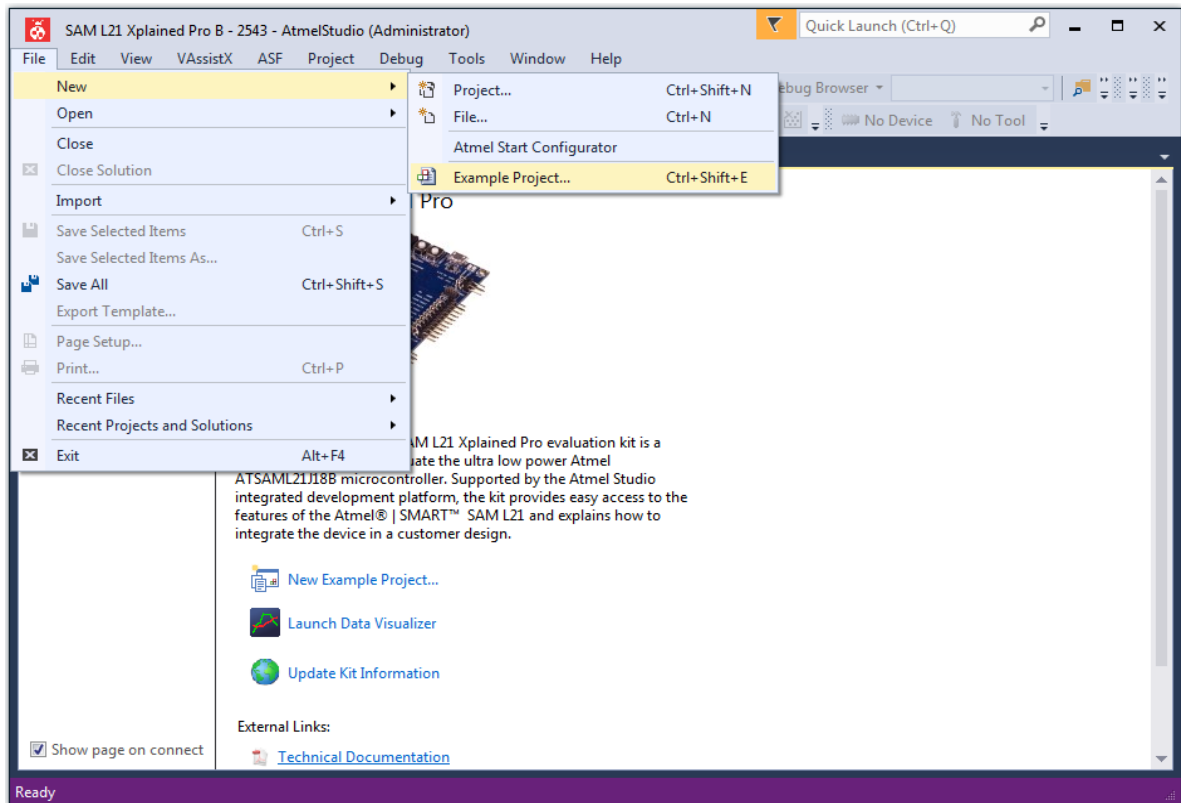 SAM L21 Xplained Pro B - 2543 - AtmelStudio (Administrator)
Quick Launch (Ctrl+Q)
File Edit View VAssistX ASF Project Debug Tools Window Help
New
Project... Ctrl+Shift+N
Browser
Open
File... Ctrl+N
No Device No Tool
Close
Atmel Start Configurator
Close Solution
Example Project... Ctrl+Shift+E
Import
Pro
Save Selected Items Ctrl+S
Save Selected Items As...
Save All Ctrl+Shift+S
Export Template...
Page Setup...
Print... Ctrl+P
Recent Files
Recent Projects and Solutions
Exit Alt+F4
L21 Xplained Pro evaluation kit is a
the ultra low power Atmel
ATSAML21J18B microcontroller. Supported by the Atmel Studio
integrated development platform, the kit provides easy access to the
features of the Atmel® | SMART™ SAM L21 and explains how to
integrate the device in a customer design.
New Example Project...
Launch Data Visualizer
Update Kit Information
External Links:
Show page on connect
Technical Documentation
Ready